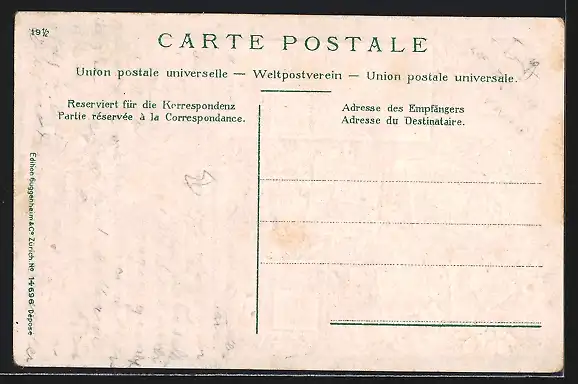 19½
CARTE POSTALE
Union postale universelle — Weltpostverein — Union postale universale.
Reserviert für die Korrespondenz
Partie réservée à la Correspondance.
Adresse des Empfängers
Adresse du Destinataire.
Edition Guggenheim & Co Zürich No 14696 Déposé